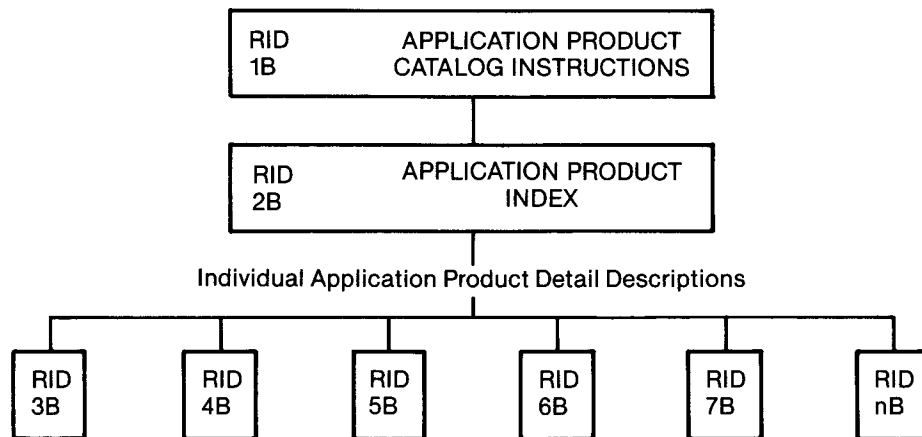 RID
1B
APPLICATION PRODUCT
CATALOG INSTRUCTIONS
RID
2B
APPLICATION PRODUCT
INDEX
Individual Application Product Detail Descriptions
RID
3B
RID
4B
RID
5B
RID
6B
RID
7B
RID
nB